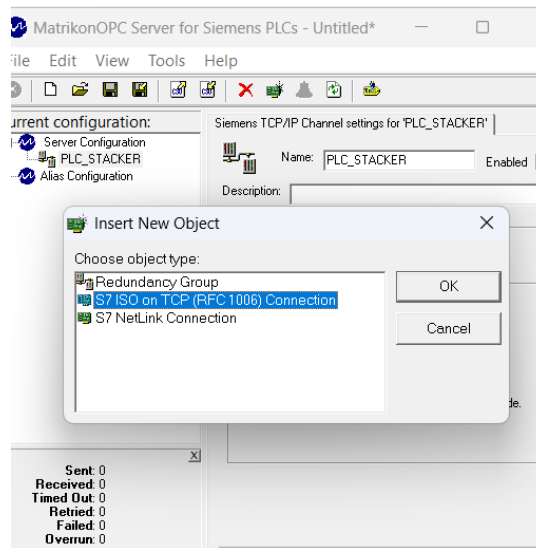 MatrikonOPC Server for Siemens PLCs - Untitled*
File Edit View Tools Help
urrent configuration:
Server Configuration
PLC_STACKER
Alias Configuration
Siemens TCP/IP Channel settings for 'PLC_STACKER'
Name: PLC_STACKER Enabled
Description:
Insert New Object
Choose object type:
Redundancy Group
S7 ISO on TCP (RFC 1006) Connection
S7 NetLink Connection
OK
Cancel
de.
Sent: 0
Received: 0
Timed Out: 0
Retried: 0
Failed: 0
Overrun: 0